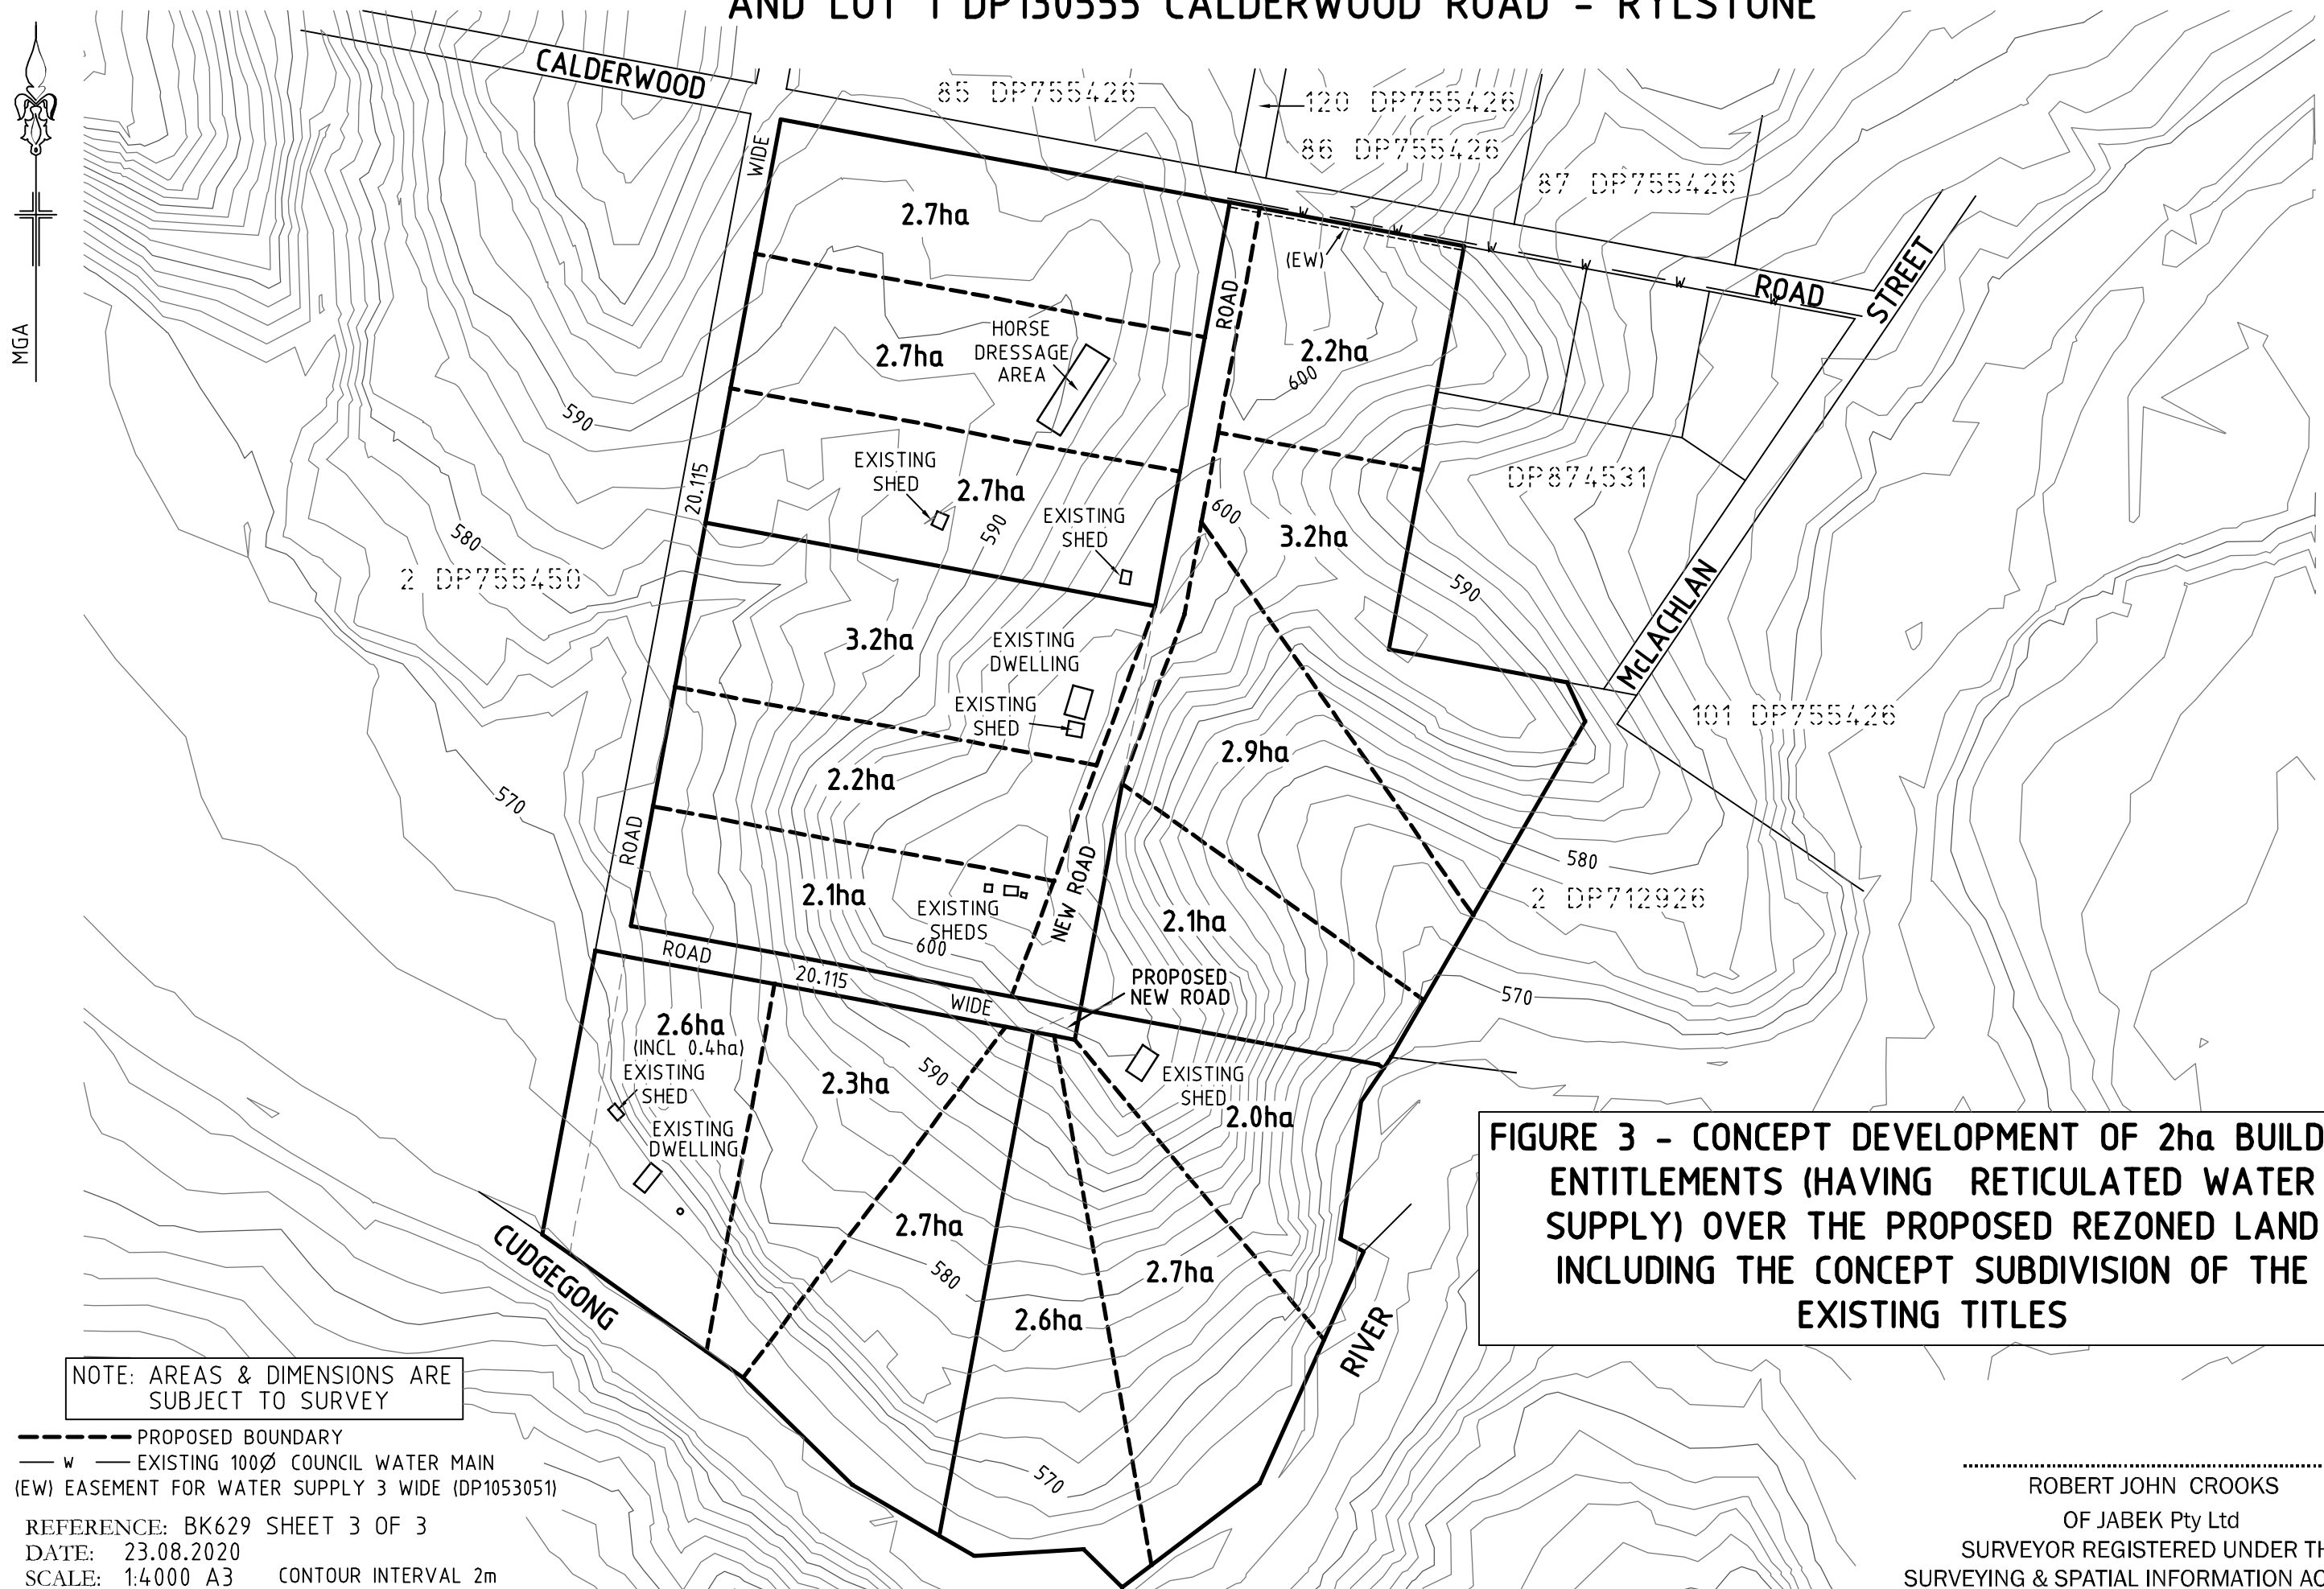 AND LOT 1 DP130555 CALDERWOOD ROAD - RYLSTONE
CALDERWOOD
85 DP755426
120 DP755426
86 DP755426
87 DP755426
WIDE
MGA
2.7ha
W
W
W
W
W
W
(EW)
ROAD
STREET
ROAD
HORSE
DRESSAGE
AREA
2.7ha
2.2ha
600
590
EXISTING
SHED
2.7ha
DP874531
20.115
590
EXISTING
SHED
600
3.2ha
580
2 DP755450
590
McLACHLAN
3.2ha
EXISTING
DWELLING
EXISTING
SHED
101 DP755426
2.9ha
2.2ha
570
ROAD
580
2.1ha
EXISTING
SHEDS
600
NEW ROAD
2.1ha
2 DP712926
ROAD
20.115
WIDE
PROPOSED
NEW ROAD
570
2.6ha
(INCL 0.4ha)
EXISTING
SHED
EXISTING
DWELLING
2.3ha
590
EXISTING
SHED
2.0ha
CUDGEGONG
2.7ha
580
2.7ha
2.6ha
RIVER
570
FIGURE 3 - CONCEPT DEVELOPMENT OF 2ha BUILD
ENTITLEMENTS (HAVING RETICULATED WATER
SUPPLY) OVER THE PROPOSED REZONED LAND
INCLUDING THE CONCEPT SUBDIVISION OF THE
EXISTING TITLES
NOTE: AREAS & DIMENSIONS ARE
SUBJECT TO SURVEY
PROPOSED BOUNDARY
W EXISTING 100Ø COUNCIL WATER MAIN
(EW) EASEMENT FOR WATER SUPPLY 3 WIDE (DP1053051)
REFERENCE: BK629 SHEET 3 OF 3
DATE: 23.08.2020
SCALE: 1:4000 A3 CONTOUR INTERVAL 2m
ROBERT JOHN CROOKS
OF JABEK Pty Ltd
SURVEYOR REGISTERED UNDER TH
SURVEYING & SPATIAL INFORMATION AC